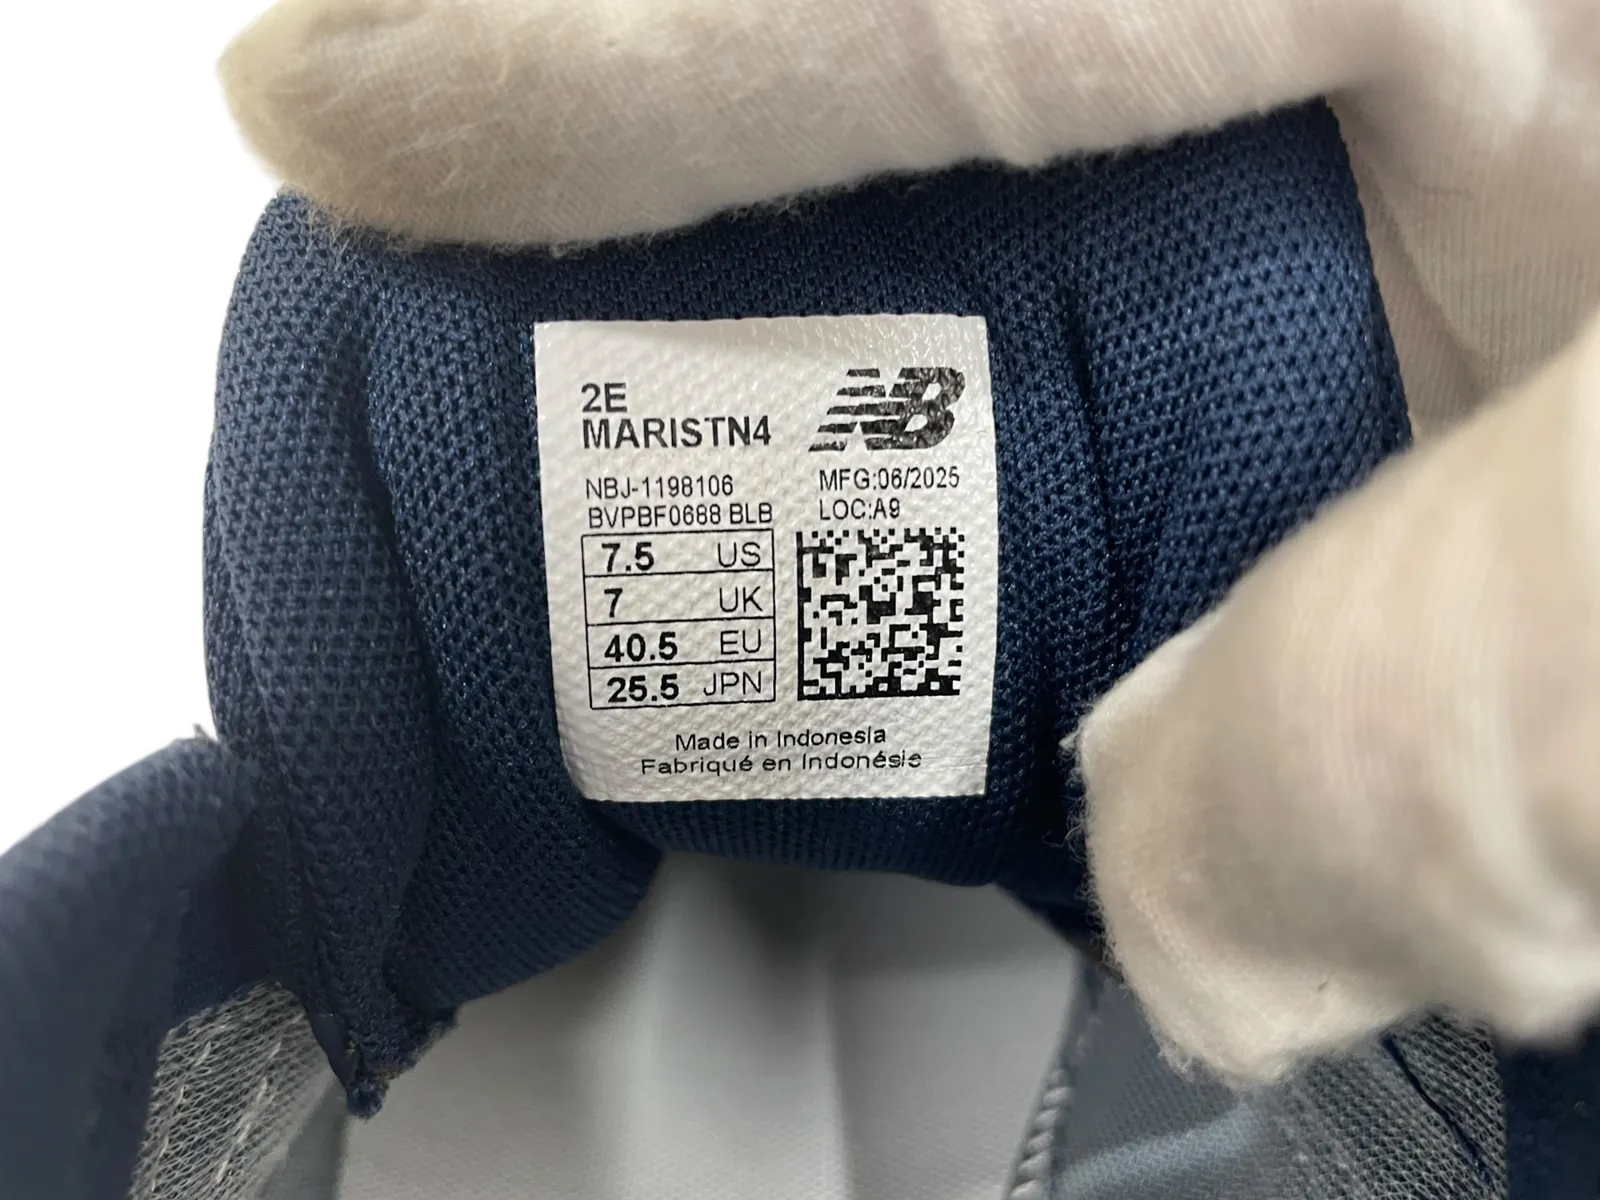 2E
MARISTN4
NB
NBJ-1198106
BVPBF0688 BLB
MFG:06/2025
LOC:A9
7.5 US
7 UK
40.5 EU
25.5 JPN
Made in Indonesia
Fabriqué en Indonésie